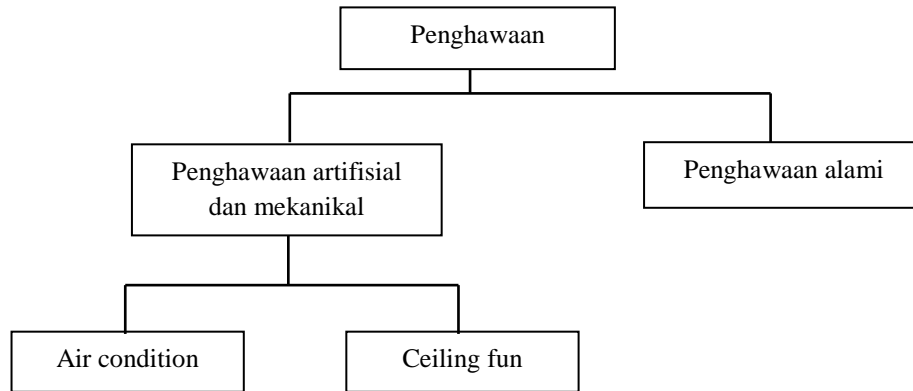 Penghawaan
Penghawaan artifisial
dan mekanikal
Penghawaan alami
Air condition
Ceiling fun